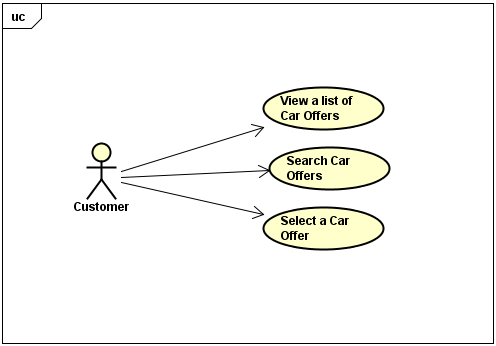 uc
View a list of
Car Offers
Search Car
Offers
Customer
Select a Car
Offer